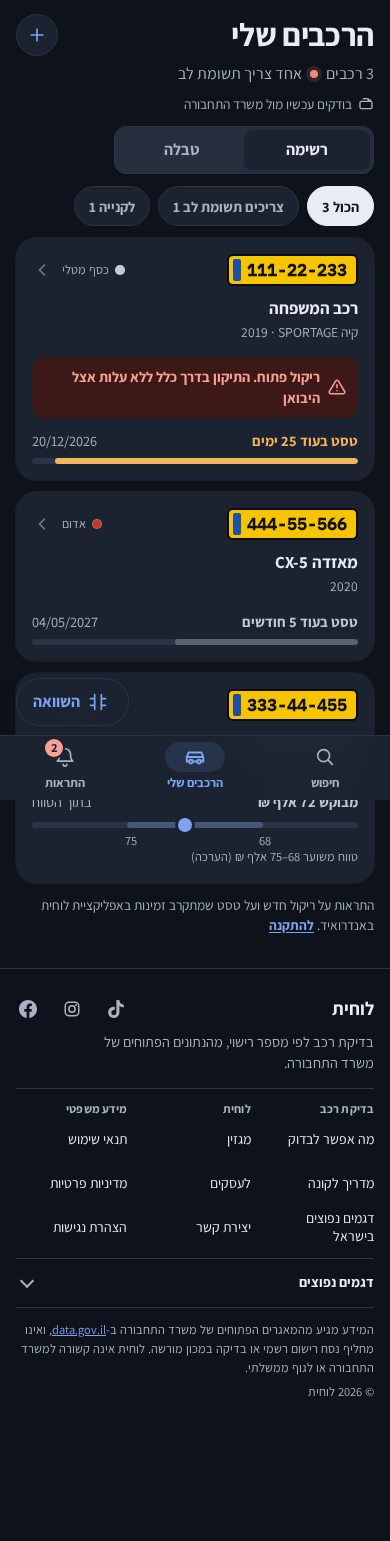 הרכבים שלי
3 רכבים אחד צריך תשומת לב
בודקים עכשיו מול משרד התחבורה
רשימה טבלה
הכול 3 צריכים תשומת לב 1 לקנייה 1
111-22-233 כסף מטלי
רכב המשפחה
קיה SPORTAGE · 2019
ריקול פתוח. התיקון בדרך כלל ללא עלות אצל
היבואן
טסט בעוד 25 ימים 20/12/2026
444-55-566 אדום
מאזדה CX-5
2020
טסט בעוד 5 חודשים 04/05/2027
333-44-455 השוואה
חיפוש הרכבים שלי התראות 2
מבוקש 72 אלף ₪ בתוך הטווח
68 75
טווח משוער 68–75 אלף ₪ (הערכה)
התראות על ריקול חדש ועל טסט שמתקרב זמינות באפליקציית לוחית
באנדרואיד. להתקנה
לוחית
בדיקת רכב לפי מספר רישוי, מהנתונים הפתוחים של
משרד התחבורה.
בדיקת רכב לוחית מידע משפטי
מה אפשר לבדוק מגזין תנאי שימוש
מדריך לקונה לעסקים מדיניות פרטיות
דגמים נפוצים
בישראל יצירת קשר הצהרת נגישות
דגמים נפוצים
המידע מגיע מהמאגרים הפתוחים של משרד התחבורה ב-data.gov.il, ואינו
מחליף נסח רישום רשמי או בדיקה במכון מורשה. לוחית אינה קשורה למשרד
התחבורה או לגוף ממשלתי.
© 2026 לוחית